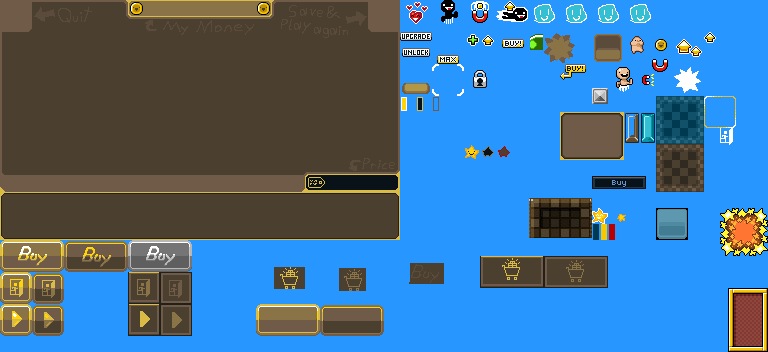 Quit
My Money
Save&
Play again
UPGRADE
UNLOCK
MAX
BUY!
BUY!
Price
Buy
Buy Buy Buy
Buy